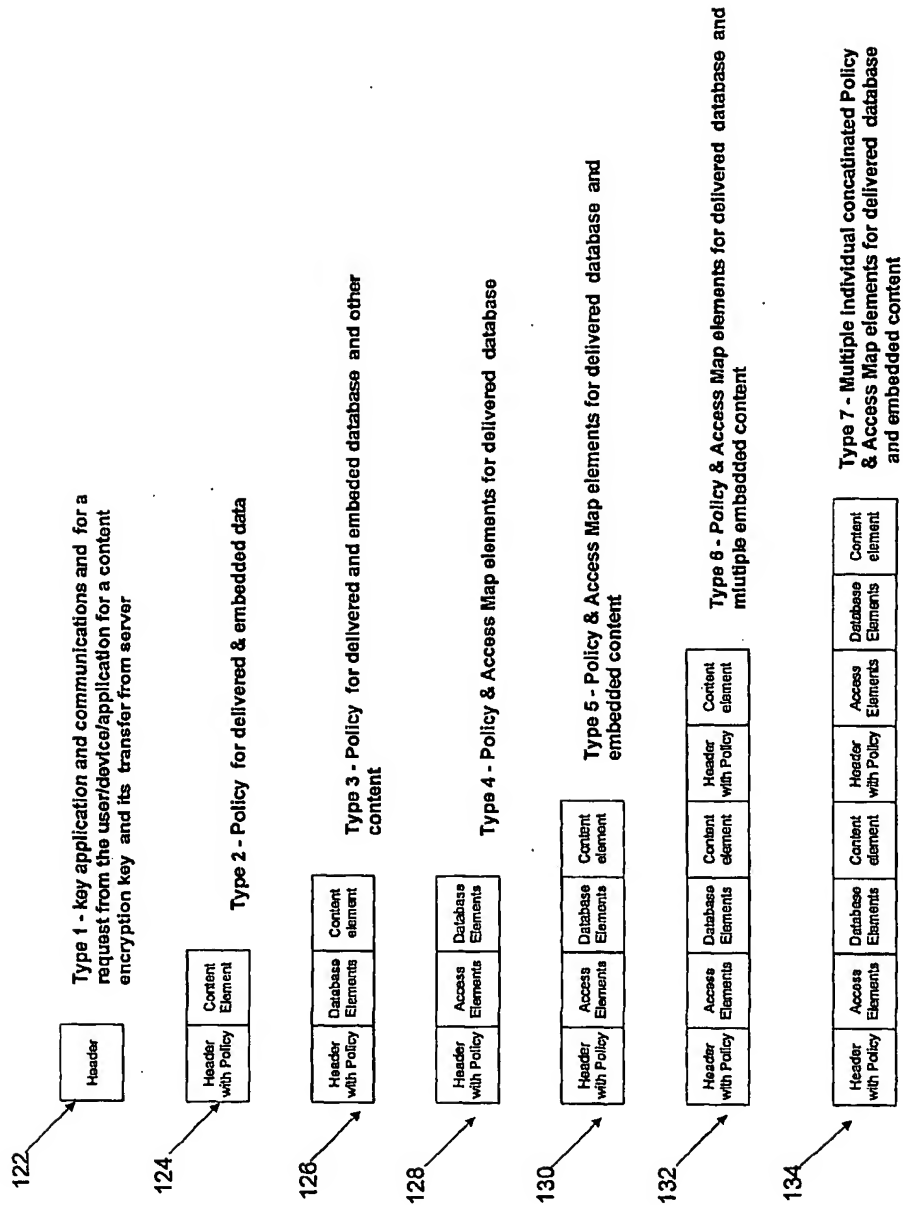 122
Header
Type 1 - key application and communications and for a
request from the user/device/application for a content
encryption key and its transfer from server
124
Header
with Policy
Content
Element
Type 2 - Policy for delivered & embedded data
126
Header
with Policy
Database
Elements
Content
element
Type 3 - Policy for delivered and embeded database and other
content
128
Header
with Policy
Access
Elements
Database
Elements
Type 4 - Policy & Access Map elements for delivered database
130
Header
with Policy
Access
Elements
Database
Elements
Content
element
Type 5 - Policy & Access Map elements for delivered database and
embedded content
132
Header
with Policy
Access
Elements
Database
Elements
Content
element
Header
with Policy
Content
element
Type 6 - Policy & Access Map elements for delivered database and
mlutiple embedded content
134
Header
with Policy
Access
Elements
Database
Elements
Content
element
Header
with Policy
Access
Elements
Database
Elements
Content
element
Type 7 - Multiple Individual concatinated Policy
& Access Map elements for delivered database
and embedded content